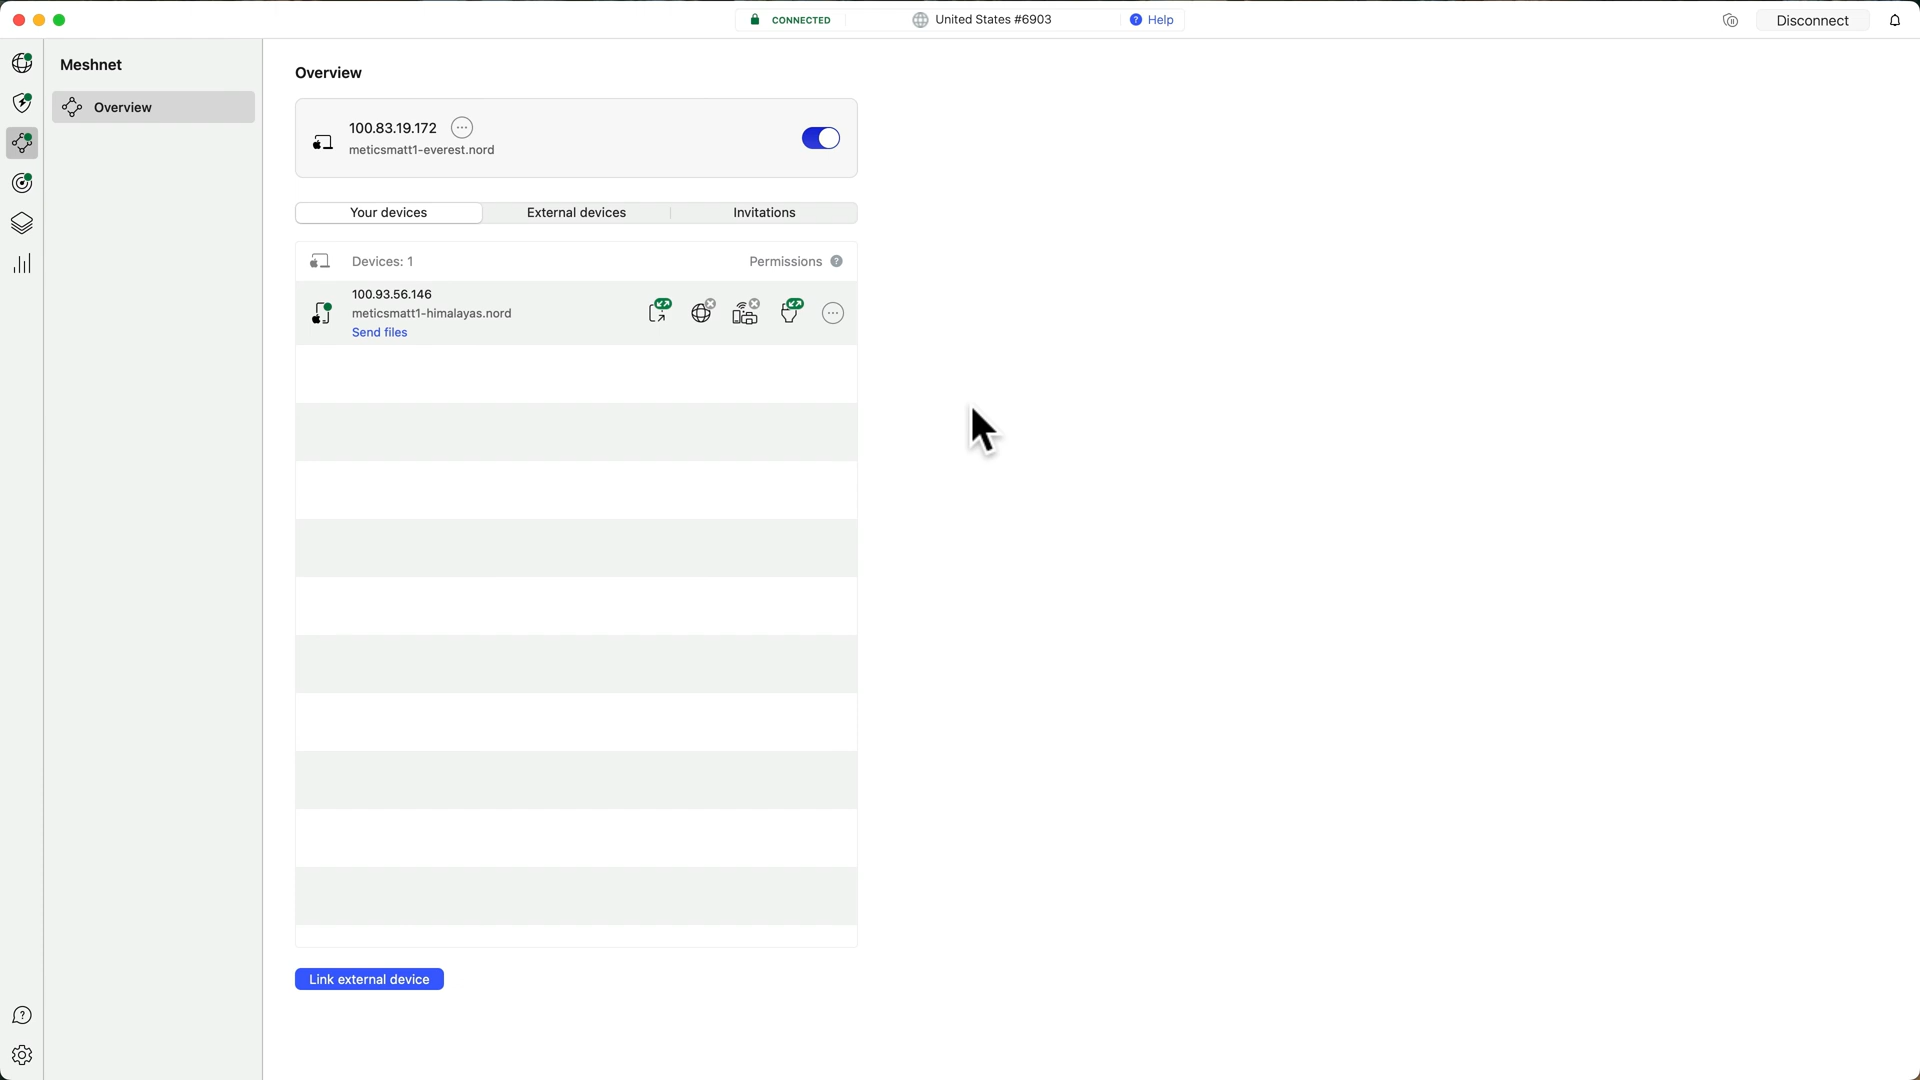 CONNECTED
United States #6903
Help
Disconnect
Meshnet
Overview
Overview
100.83.19.172
meticsmatt1-everest.nord
Your devices
External devices
Invitations
Devices: 1
Permissions
100.93.56.146
meticsmatt1-himalayas.nord
Send files
Link external device